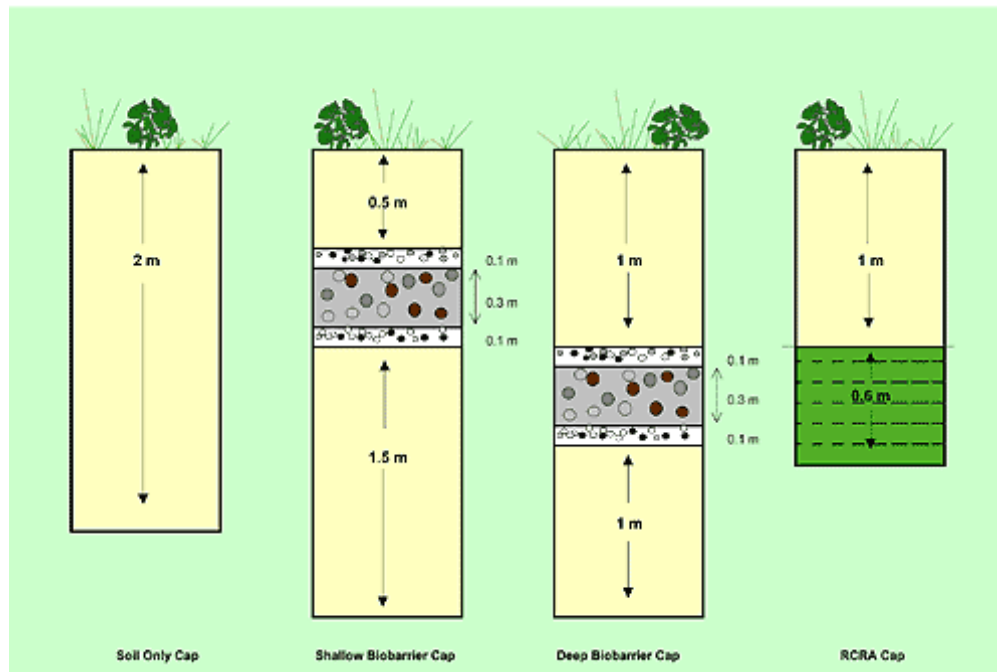 2 m
0.5 m
0.1 m
0.3 m
0.1 m
1.5 m
1 m
0.1 m
0.3 m
0.1 m
1 m
1 m
0.6 m
Soil Only Cap
Shallow Biobarrier Cap
Deep Biobarrier Cap
RCRA Cap